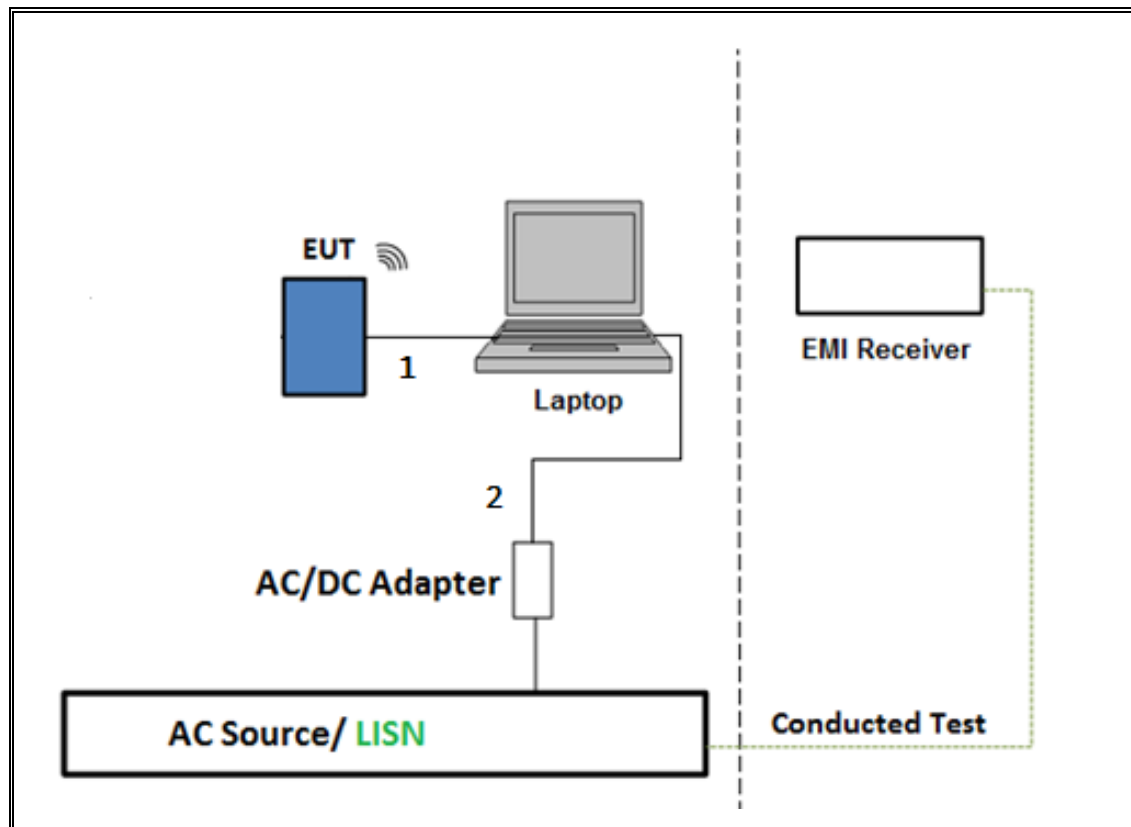 EUT
1
Laptop
EMI Receiver
2
AC/DC Adapter
AC Source/ LISN
Conducted Test